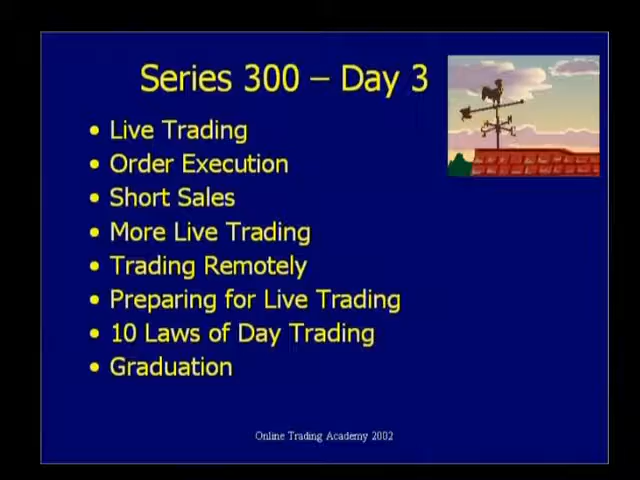 Series 300 – Day 3
• Live Trading
• Order Execution
• Short Sales
• More Live Trading
• Trading Remotely
• Preparing for Live Trading
• 10 Laws of Day Trading
• Graduation
Online Trading Academy 2002